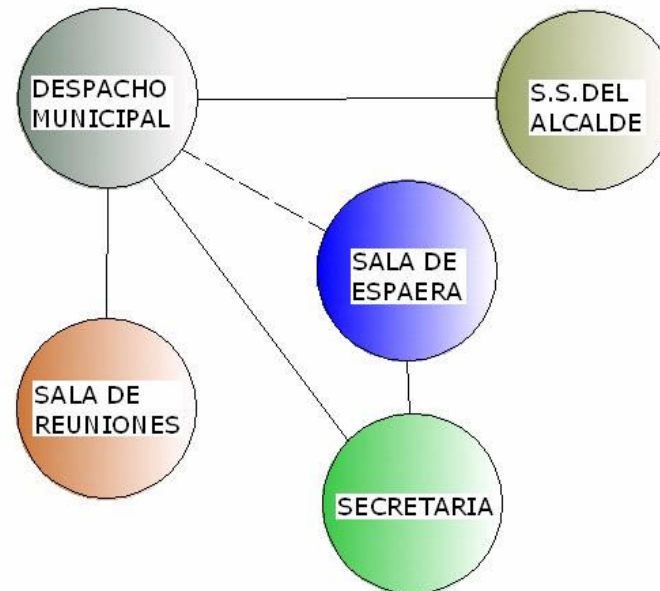 DESPACHO
MUNICIPAL
S.S.DEL
ALCALDE
SALA DE
ESPAERA
SALA DE
REUNIONES
SECRETARIA